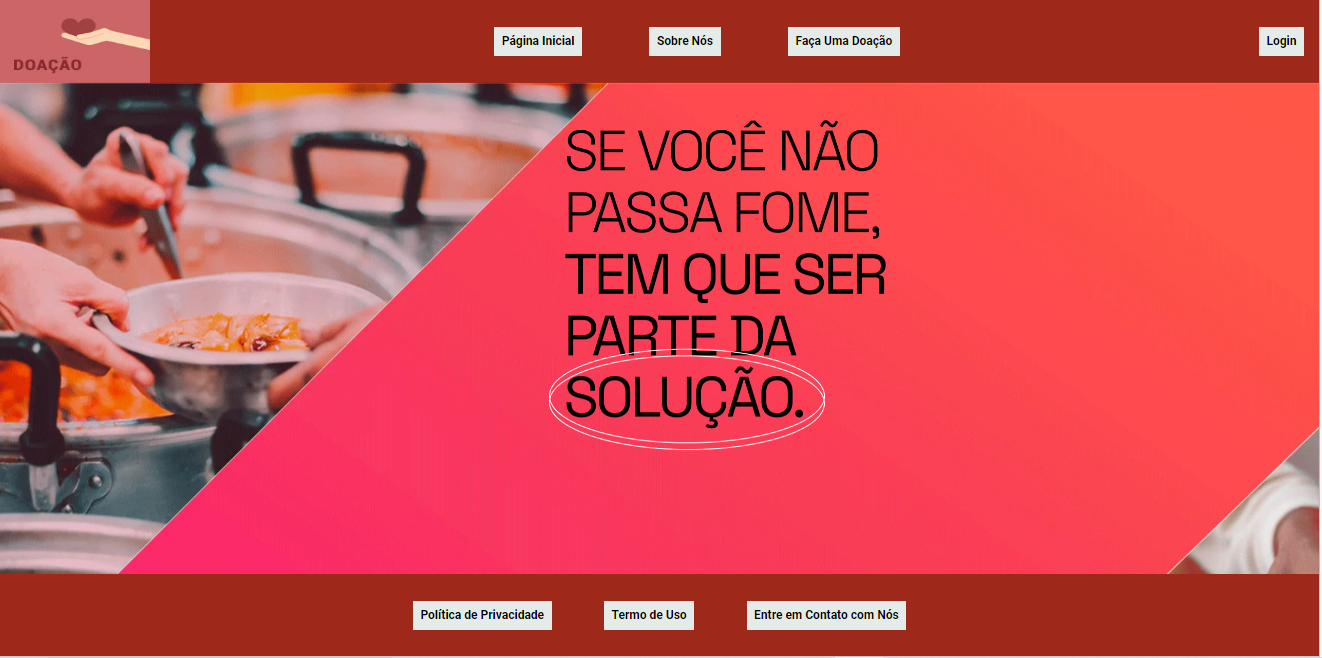 DOAÇÃO
Página Inicial
Sobre Nós
Faça Uma Doação
Login
SE VOCÊ NÃO
PASSA FOME,
TEM QUE SER
PARTE DA
SOLUÇÃO.
Política de Privacidade
Termo de Uso
Entre em Contato com Nós